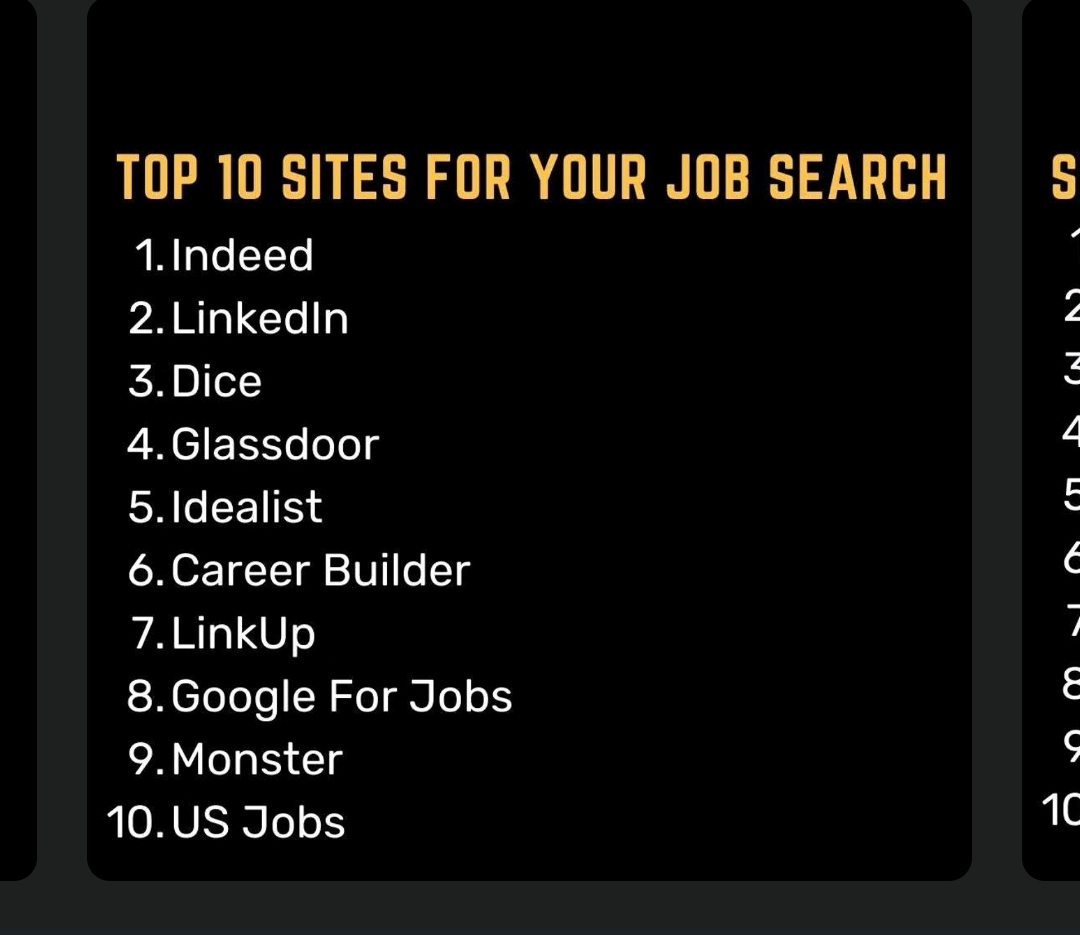 TOP 10 SITES FOR YOUR JOB SEARCH
1. Indeed
2. LinkedIn
3. Dice
4. Glassdoor
5. Idealist
6. Career Builder
7. LinkUp
8. Google For Jobs
9. Monster
10. US Jobs
S
1
2
3
4
5
6
7
8
9
10